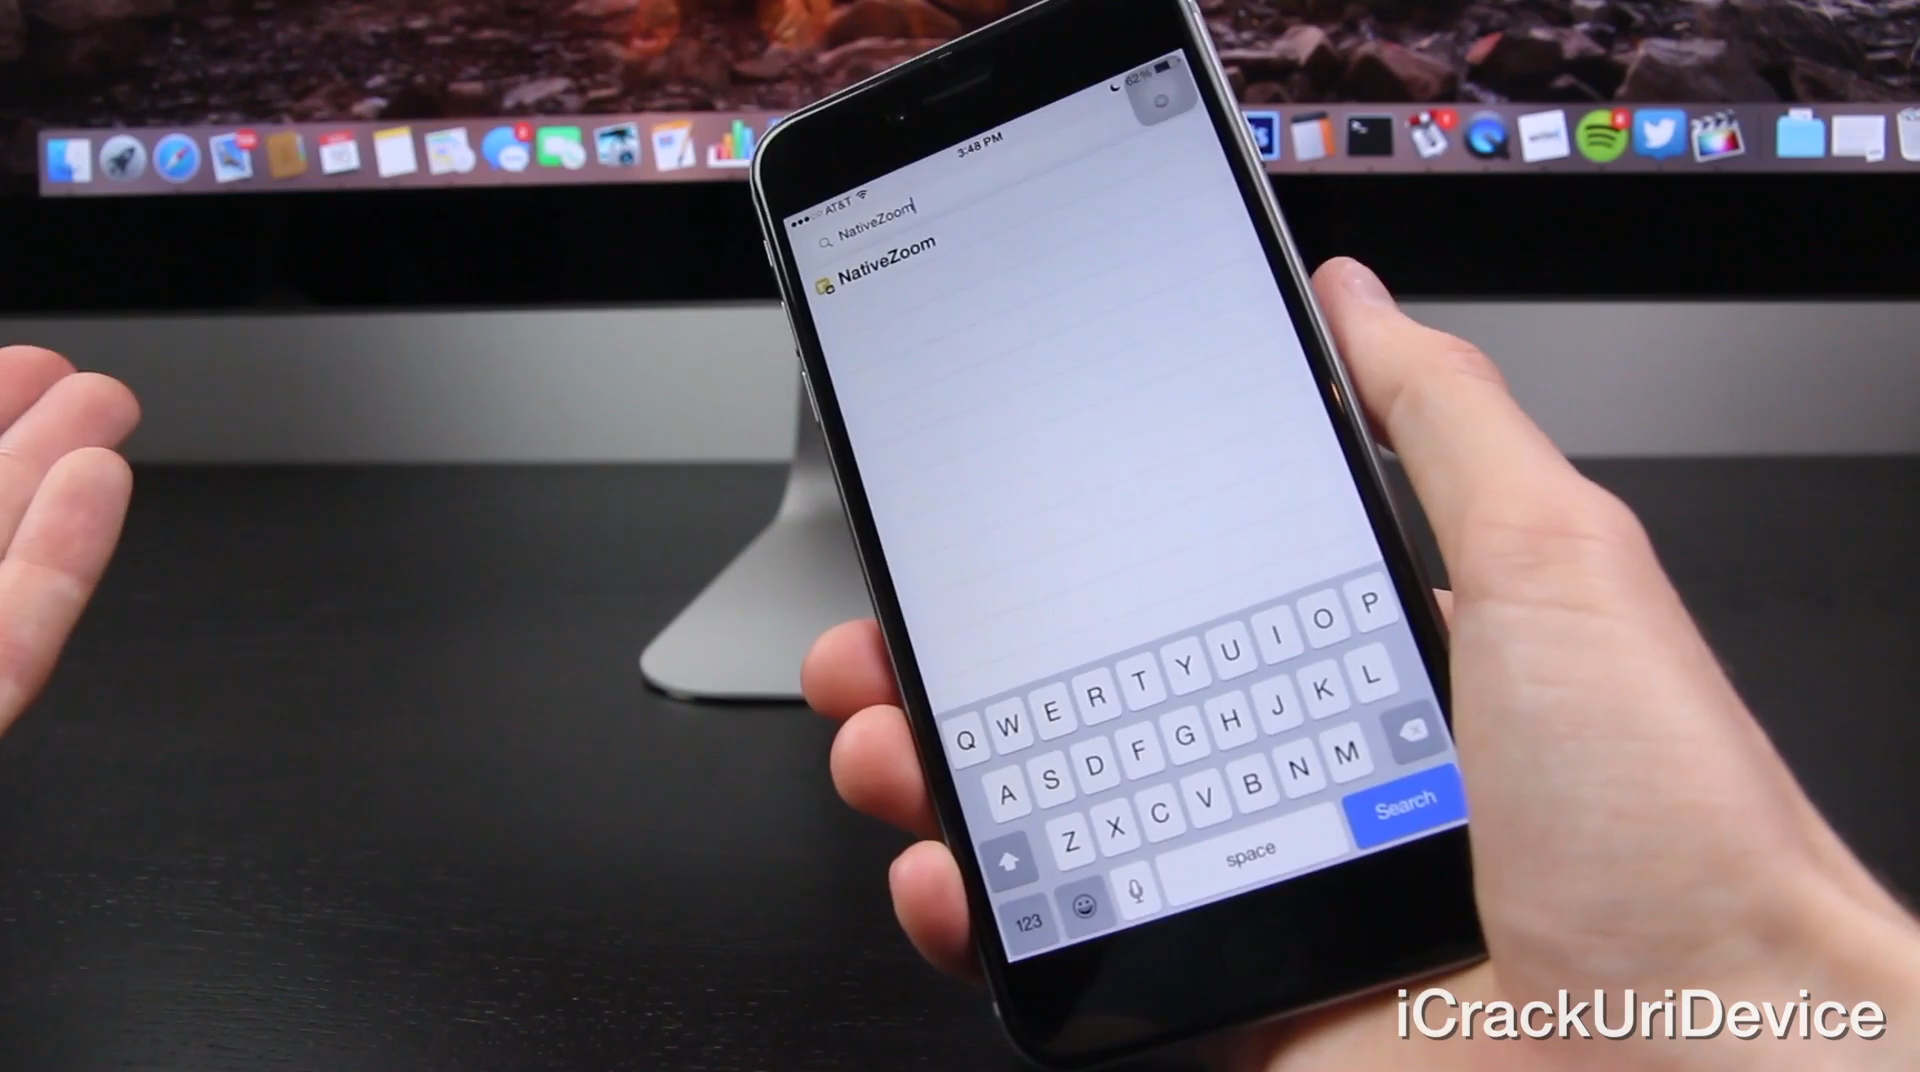 62%
3:48 PM
AT&T
NativeZoom
NativeZoom
Q W E R T Y U I O P
A S D F G H J K L
Z X C V B N M
123
space
Search
iCrackUriDevice